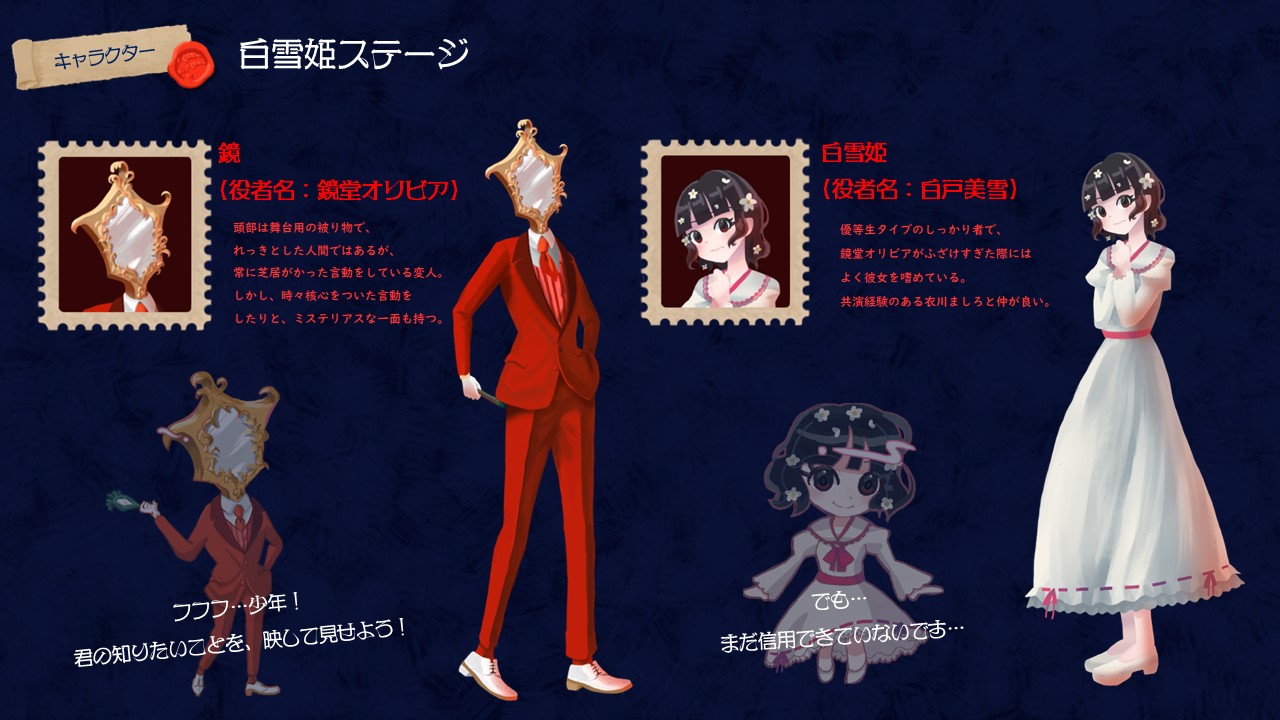 キャラクター
白雪姫ステージ
鏡
（役者名：鏡堂オリビア）
頭部は舞台用の被り物で、
れっきとした人間ではあるが、
常に芝居がかった言動をしている変人。
しかし、時々核心をついた言動を
したりと、ミステリアスな一面も持つ。
白雪姫
（役者名：白戸美雪）
優等生タイプのしっかり者で、
鏡堂オリビアがふざけすぎた際には
よく彼女を嗜めている。
共演経験のある衣川ましろと仲が良い。
フフフ…少年！
君の知りたいことを、映して見せよう！
でも…
まだ信用できていないです…